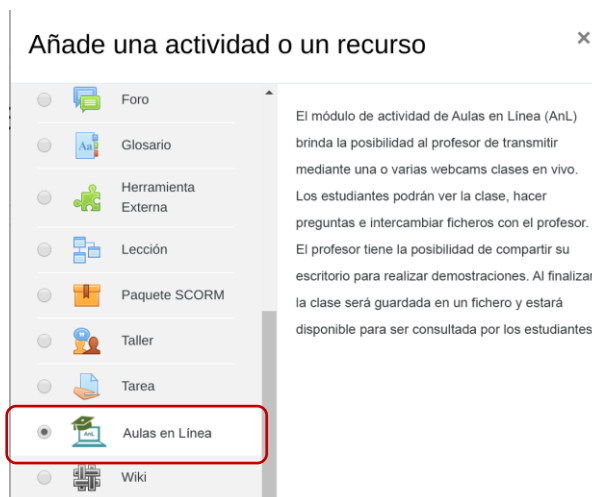 Añade una actividad o un recurso
×
Foro
Aa
Glosario
Herramienta
Externa
Lección
Paquete SCORM
Taller
Tarea
AnL
Aulas en Línea
Wiki
El módulo de actividad de Aulas en Línea (AnL)
brinda la posibilidad al profesor de transmitir
mediante una o varias webcams clases en vivo.
Los estudiantes podrán ver la clase, hacer
preguntas e intercambiar ficheros con el profesor.
El profesor tiene la posibilidad de compartir su
escritorio para realizar demostraciones. Al finalizar
la clase será guardada en un fichero y estará
disponible para ser consultada por los estudiantes